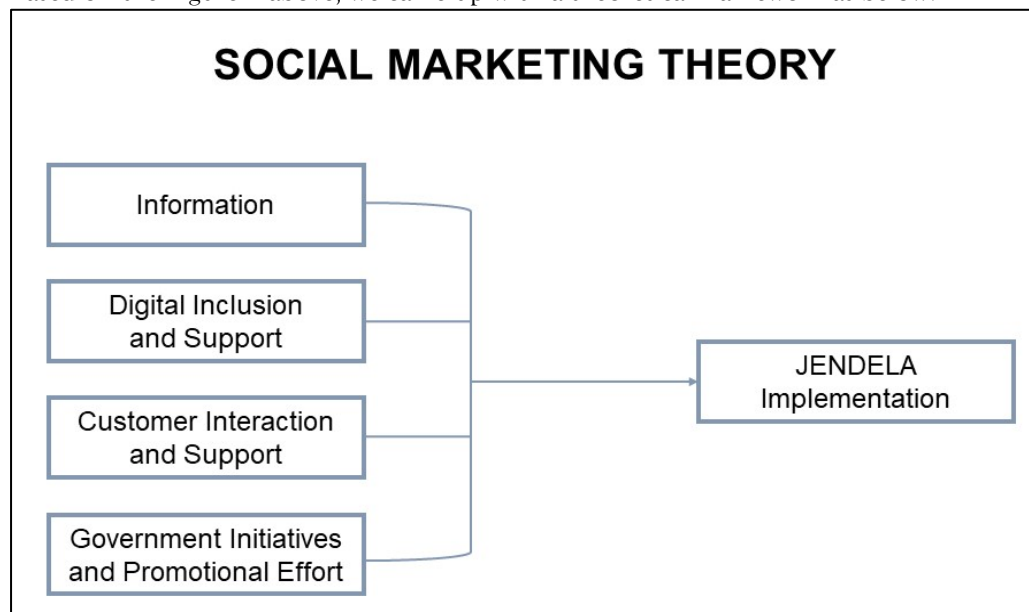 SOCIAL MARKETING THEORY
Information
Digital Inclusion
and Support
Customer Interaction
and Support
Government Initiatives
and Promotional Effort
JENDELA
Implementation